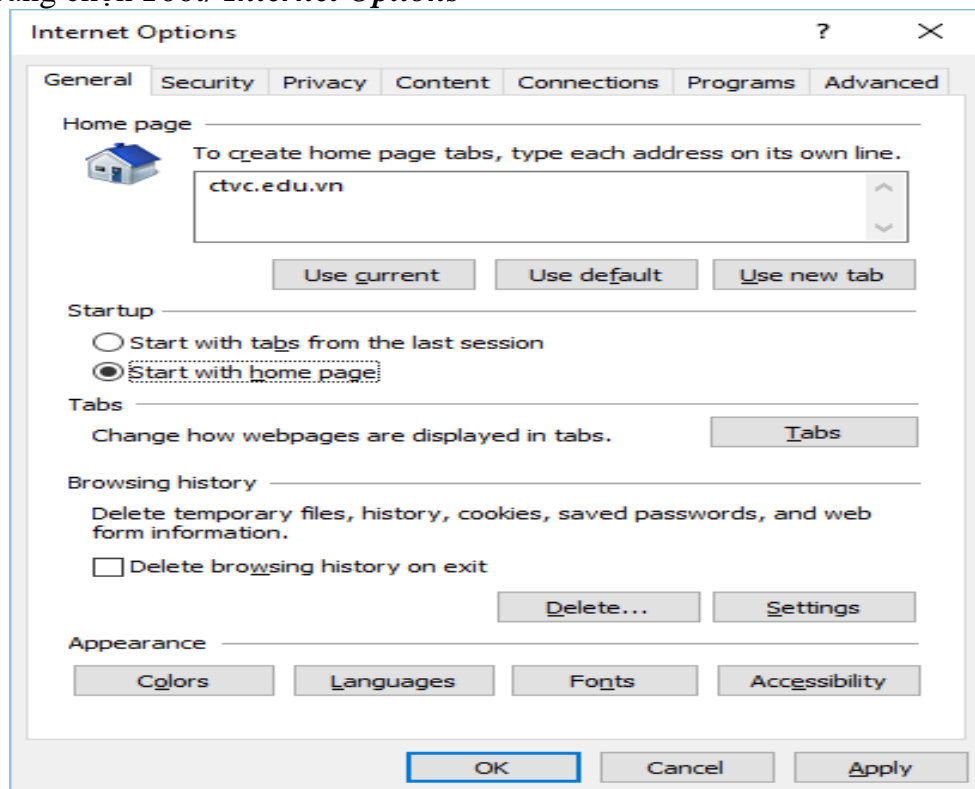 chọn Tool/ Internet Options
Internet Options ?
General Security Privacy Content Connections Programs Advanced
Home page
To create home page tabs, type each address on its own line.
ctvc.edu.vn
Use current Use default Use new tab
Startup
Start with tabs from the last session
Start with home page
Tabs
Change how webpages are displayed in tabs. Tabs
Browsing history
Delete temporary files, history, cookies, saved passwords, and web
form information.
Delete browsing history on exit
Delete... Settings
Appearance
Colors Languages Fonts Accessibility
OK Cancel Apply